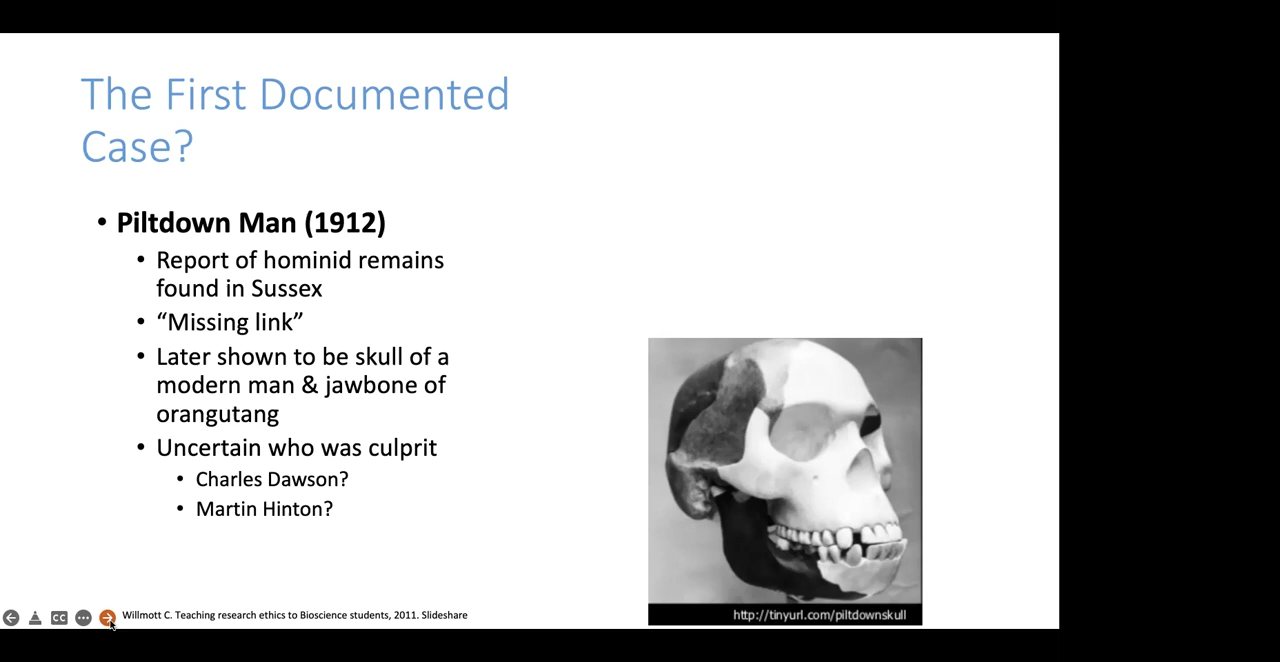 The First Documented
Case?
• Piltdown Man (1912)
• Report of hominid remains
found in Sussex
• “Missing link”
• Later shown to be skull of a
modern man & jawbone of
orangutang
• Uncertain who was culprit
• Charles Dawson?
• Martin Hinton?
http://tinyurl.com/piltdownskull
CC
Willmott C. Teaching research ethics to Bioscience students, 2011. Slideshare